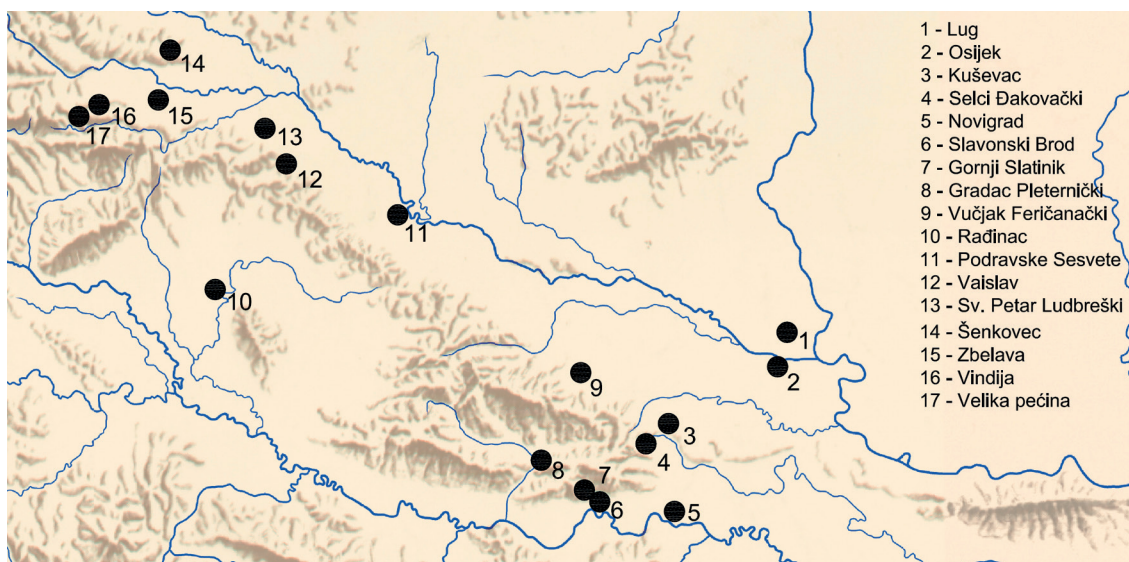 1 - Lug
2 - Osijek
3 - Kuševac
4 - Selci Đakovački
5 - Novigrad
6 - Slavonski Brod
7 - Gornji Slatinik
8 - Gradac Pleternički
9 - Vučjak Feričanački
10 - Rađinac
11 - Podravske Sesvete
12 - Vaislav
13 - Sv. Petar Ludbreški
14 - Šenkovec
15 - Zbelava
16 - Vindija
17 - Velika pećina
14
15
16
17
13
12
11
10
1
2
9
3
4
8
7
6
5